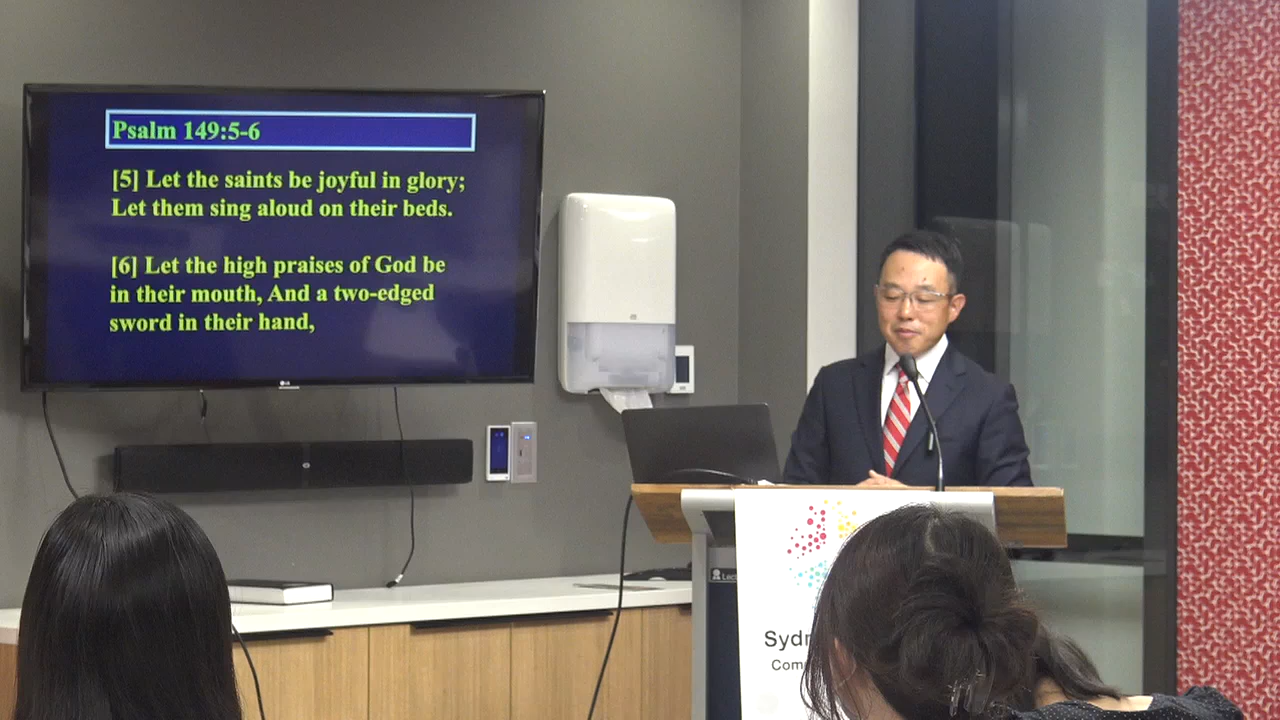 Psalm 149:5-6
[5] Let the saints be joyful in glory;
Let them sing aloud on their beds.
[6] Let the high praises of God be
in their mouth, And a two-edged
sword in their hand,
LG
Lect
Sydn
Com